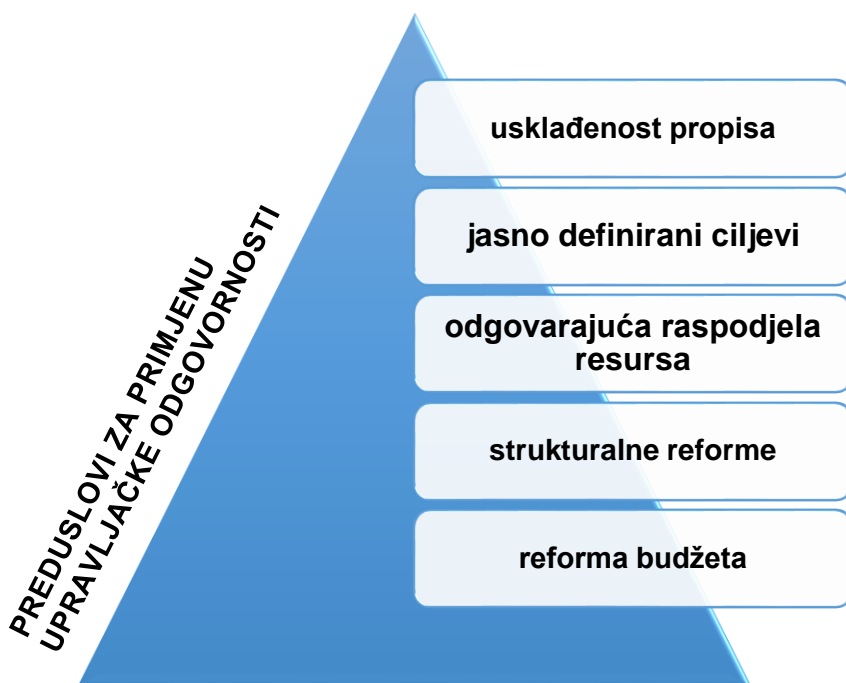 PREDUSLOVI ZA PRIMJENU
UPRAVLJAČKE ODGOVORNOSTI
usklađenost propisa
jasno definirani ciljevi
odgovarajuća raspodjela
resursa
strukturalne reforme
reforma budžeta